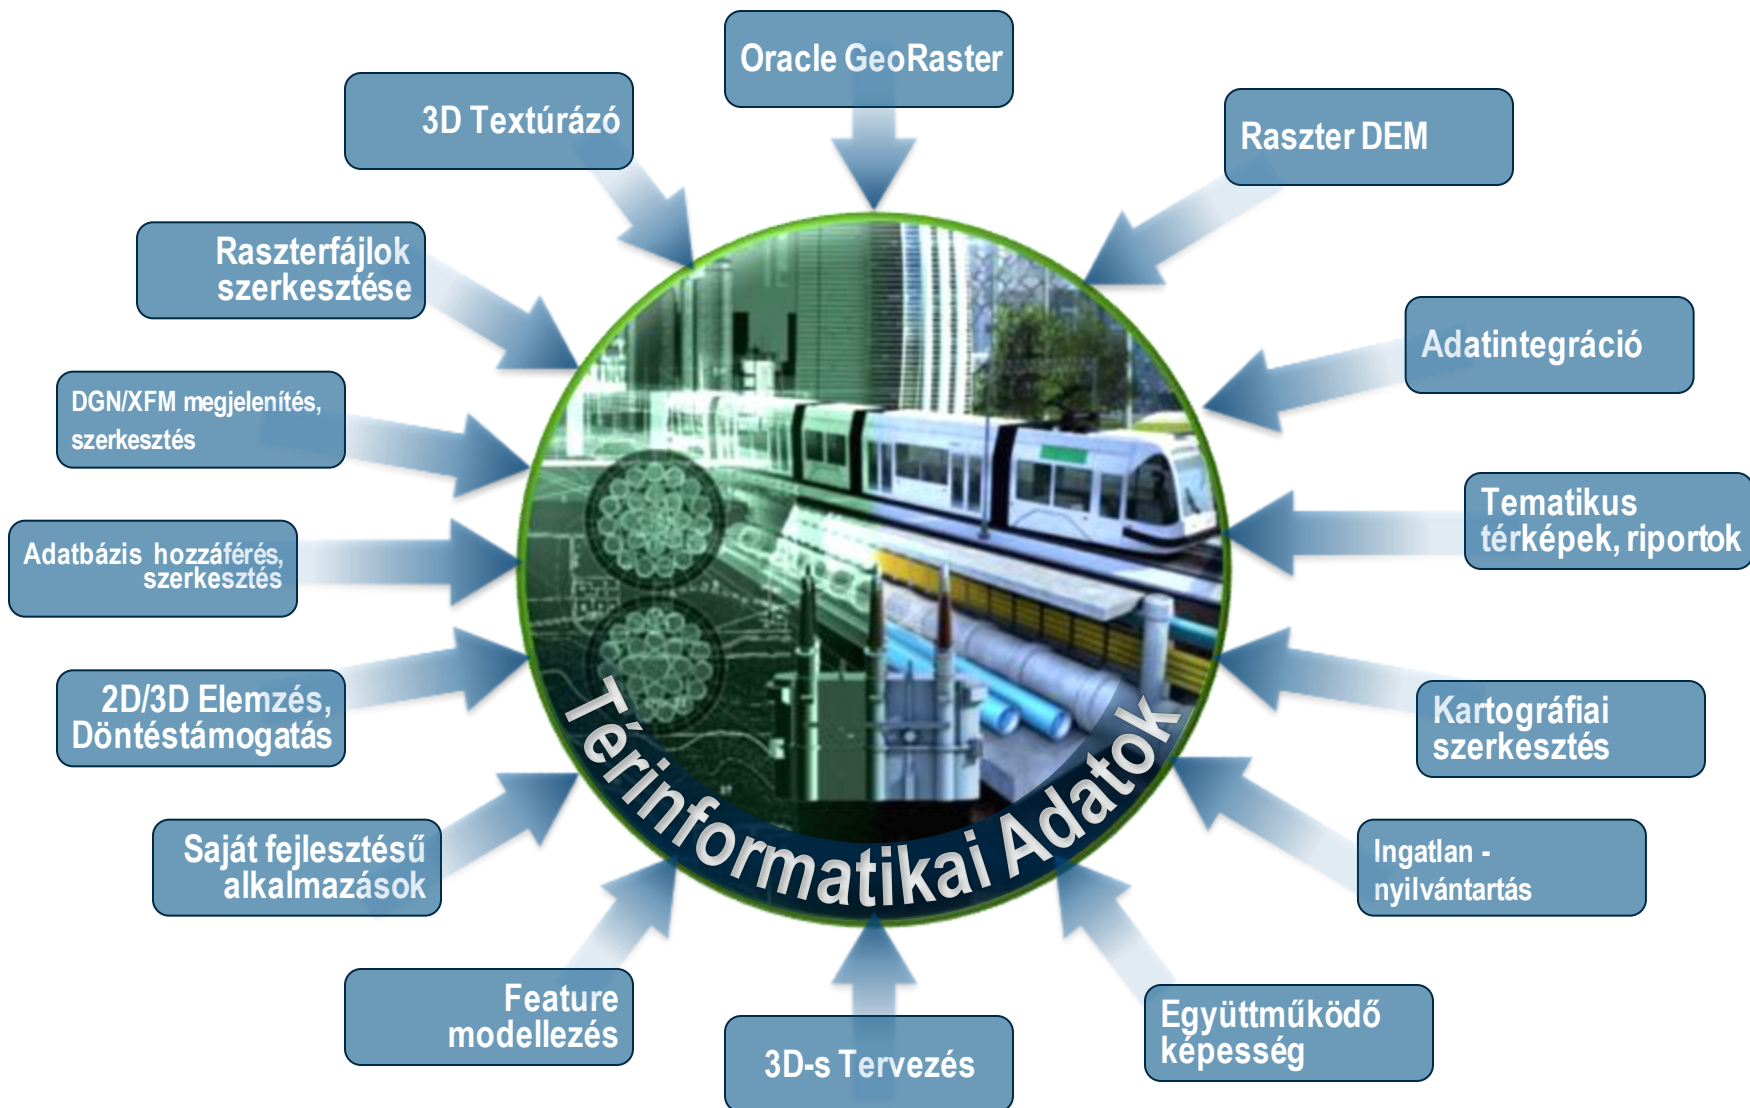 Oracle GeoRaster
3D Textúrázó
Raszter DEM
Raszterfájlok
szerkesztése
Adatintegráció
DGN/XFM megjelenítés,
szerkesztés
Tematikus
térképek, riportok
Adatbázis hozzáférés,
szerkesztés
2D/3D Elemzés,
Döntéstámogatás
Kartográfiai
szerkesztés
Saját fejlesztésű
alkalmazások
Ingatlan -
nyilvántartás
Feature
modellezés
3D-s Tervezés
Együttműködő
képesség
Térinformatikai Adatok